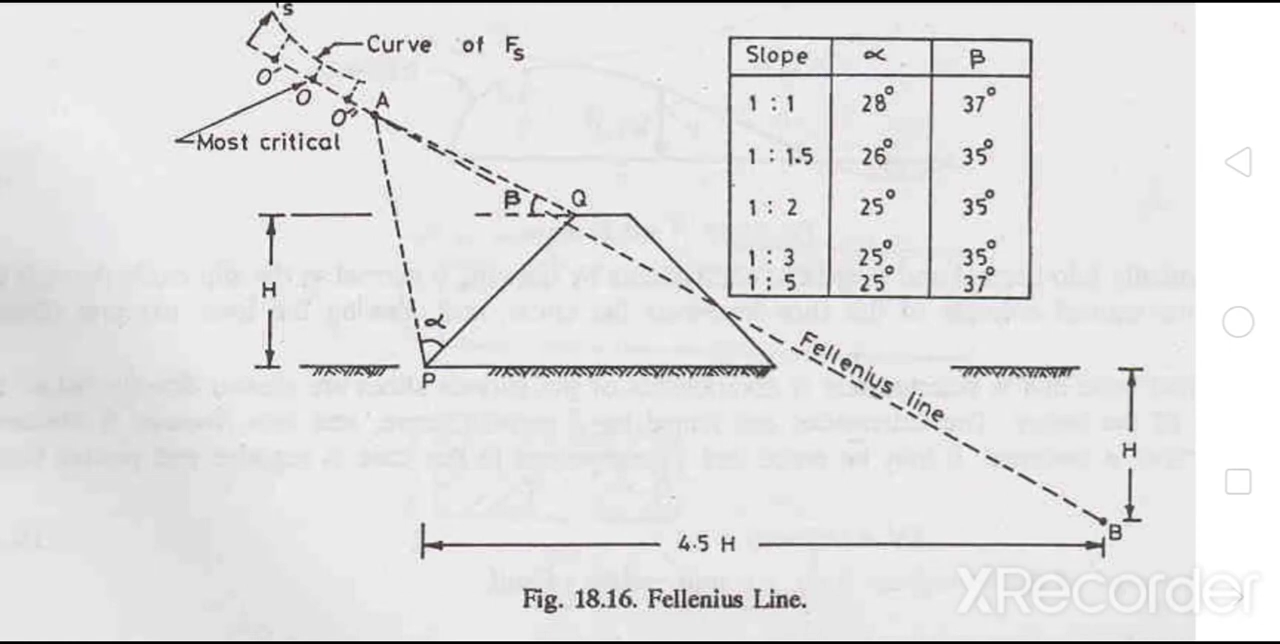 Fs
Curve of Fs
O'
O
O''
A
Most critical
β Q
H
α
P
Slope α β
1 : 1 28° 37°
1 : 1.5 26° 35°
1 : 2 25° 35°
1 : 3 25° 35°
1 : 5 25° 37°
Fellenius line
H
B
4.5 H
Fig. 18.16. Fellenius Line.
XRecorder